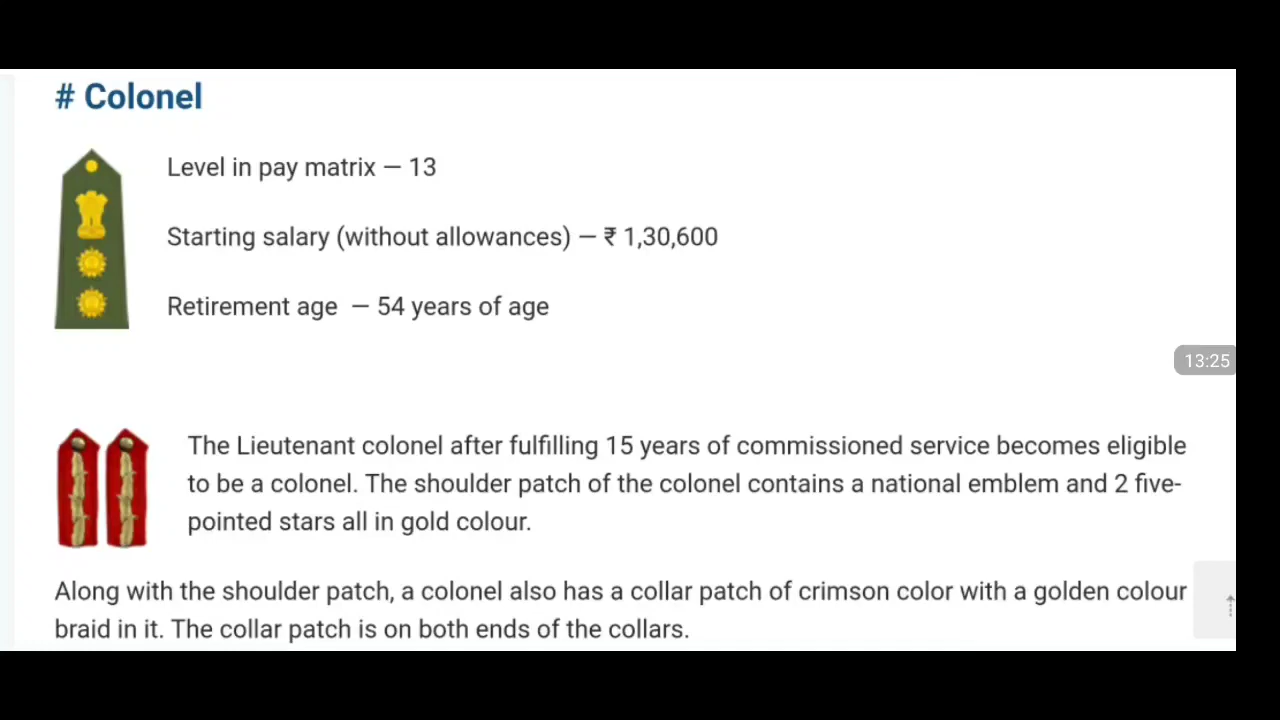 # Colonel
Level in pay matrix — 13
Starting salary (without allowances) — ₹ 1,30,600
Retirement age — 54 years of age
13:25
The Lieutenant colonel after fulfilling 15 years of commissioned service becomes eligible
to be a colonel. The shoulder patch of the colonel contains a national emblem and 2 five-
pointed stars all in gold colour.
Along with the shoulder patch, a colonel also has a collar patch of crimson color with a golden colour
braid in it. The collar patch is on both ends of the collars.